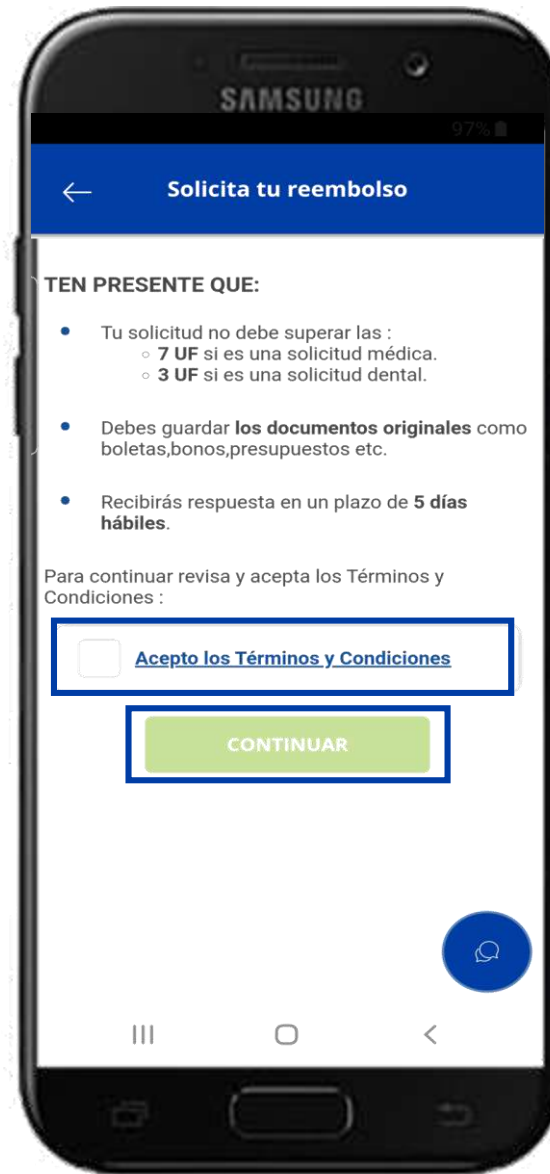 SAMSUNG
97%
Solicita tu reembolso
TEN PRESENTE QUE:
Tu solicitud no debe superar las :
7 UF si es una solicitud médica.
3 UF si es una solicitud dental.
Debes guardar los documentos originales como
boletas,bonos,presupuestos etc.
Recibirás respuesta en un plazo de 5 días
hábiles.
Para continuar revisa y acepta los Términos y
Condiciones :
Acepto los Términos y Condiciones
CONTINUAR